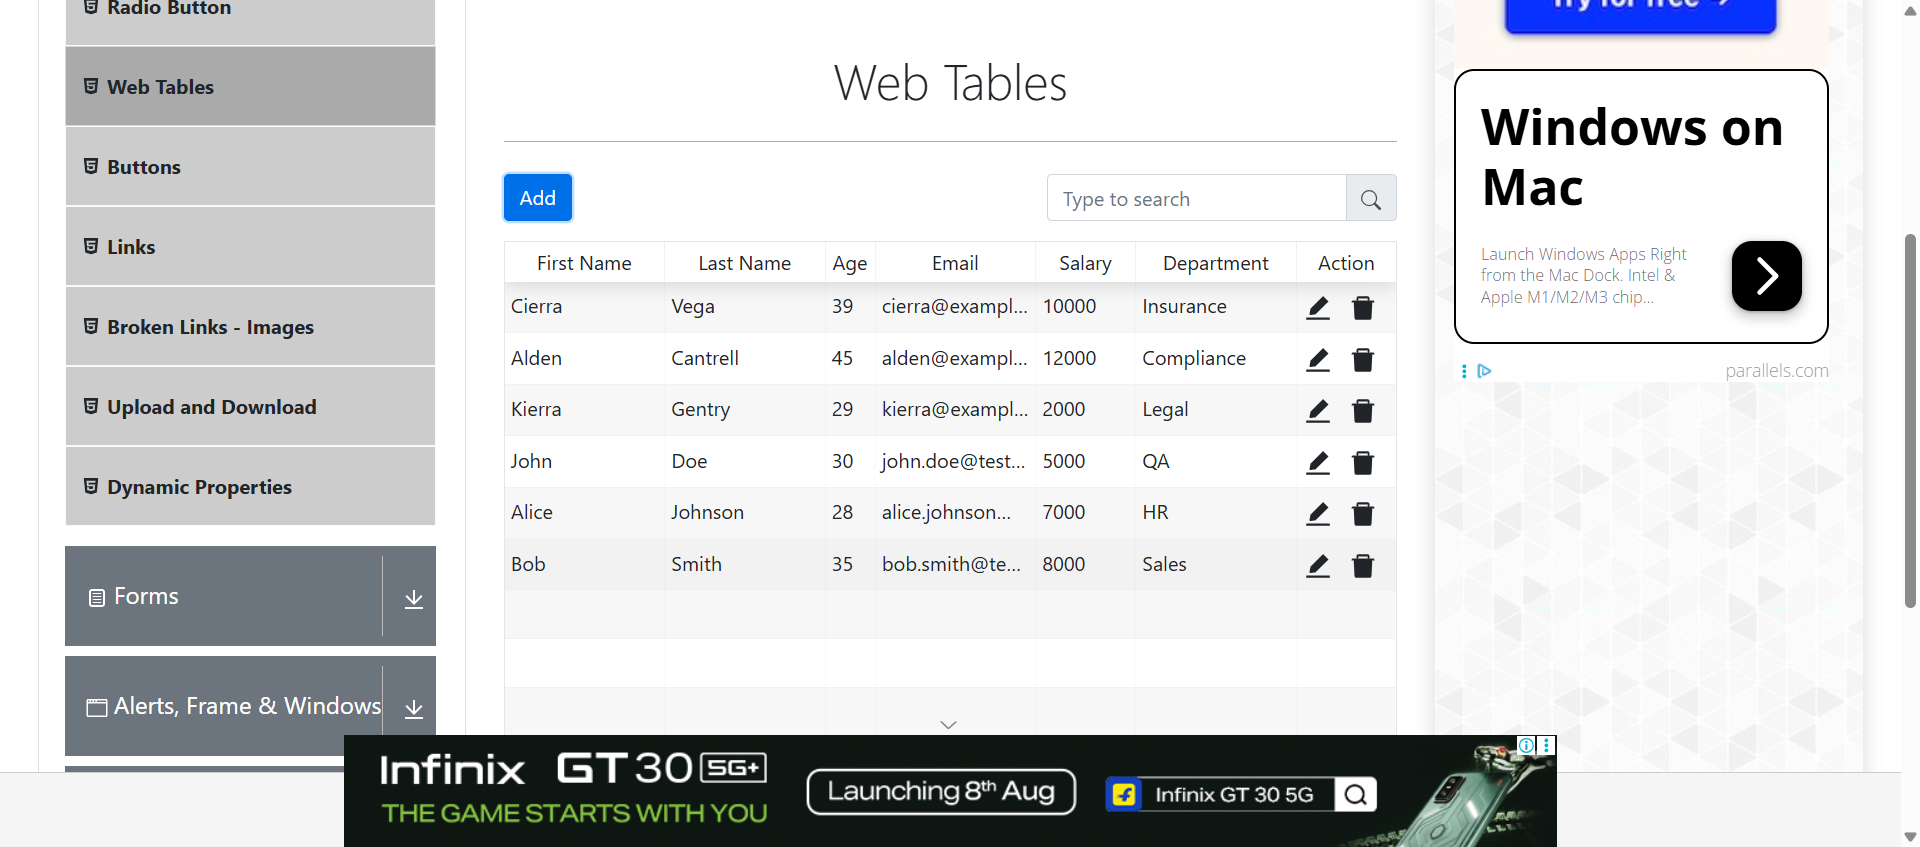 Radio Button
Web Tables
Buttons
Links
Broken Links - Images
Upload and Download
Dynamic Properties
Forms
Alerts, Frame & Windows
Web Tables
Add
Type to search
First Name Last Name Age Email Salary Department Action
Cierra Vega 39 cierra@exampl... 10000 Insurance
Alden Cantrell 45 alden@exampl... 12000 Compliance
Kierra Gentry 29 kierra@exampl... 2000 Legal
John Doe 30 john.doe@test... 5000 QA
Alice Johnson 28 alice.johnson... 7000 HR
Bob Smith 35 bob.smith@te... 8000 Sales
Try for free
Windows on
Mac
Launch Windows Apps Right
from the Mac Dock. Intel &
Apple M1/M2/M3 chip...
parallels.com
Infinix GT 30 5G+
THE GAME STARTS WITH YOU
Launching 8th Aug
Infinix GT 30 5G